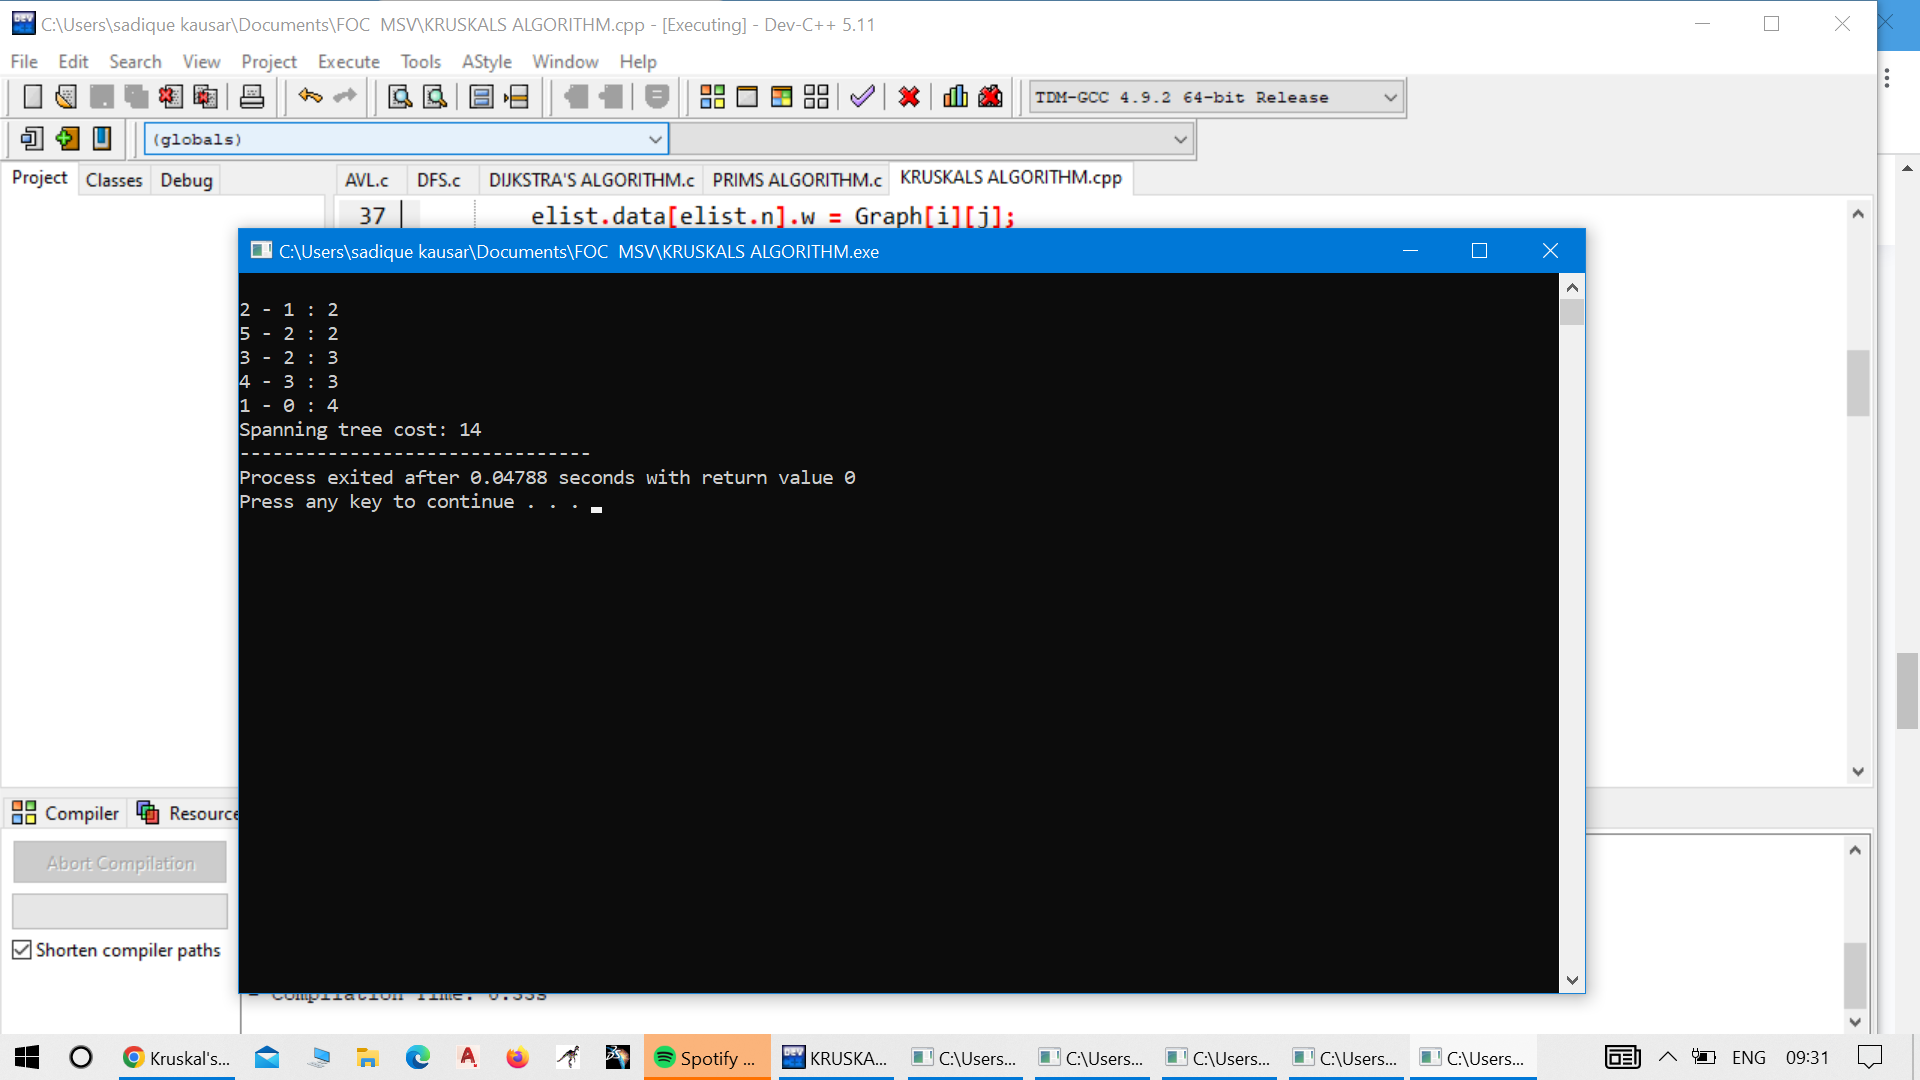 C:\Users\sadique kausar\Documents\FOC  MSV\KRUSKALS ALGORITHM.cpp - [Executing] - Dev-C++ 5.11
File Edit Search View Project Execute Tools AStyle Window Help
TDM-GCC 4.9.2 64-bit Release
(globals)
Project Classes Debug
AVL.c DFS.c DIJKSTRA'S ALGORITHM.c PRIMS ALGORITHM.c KRUSKALS ALGORITHM.cpp
37 elist.data[elist.n].w = Graph[i][j];
C:\Users\sadique kausar\Documents\FOC  MSV\KRUSKALS ALGORITHM.exe
2 - 1 : 2
5 - 2 : 2
3 - 2 : 3
4 - 3 : 3
1 - 0 : 4
Spanning tree cost: 14
--------------------------------
Process exited after 0.04788 seconds with return value 0
Press any key to continue . . .
Compiler Resource
Abort Compilation
Shorten compiler paths
- Compilation Time: 0.33s
Kruskal's... Spotify ... KRUSKA... C:\Users... C:\Users... C:\Users... C:\Users... C:\Users... ENG 09:31